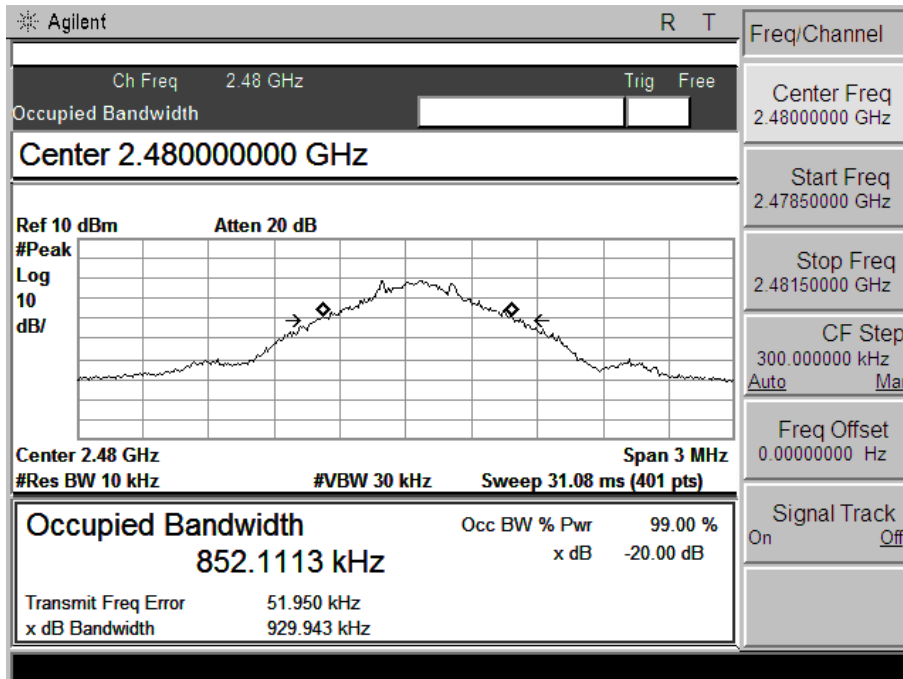 Agilent R T
Ch Freq 2.48 GHz Trig Free
Occupied Bandwidth
Center 2.480000000 GHz
Ref 10 dBm Atten 20 dB
#Peak
Log
10
dB/
Center 2.48 GHz Span 3 MHz
#Res BW 10 kHz #VBW 30 kHz Sweep 31.08 ms (401 pts)
Occupied Bandwidth
852.1113 kHz
Occ BW % Pwr 99.00 %
x dB -20.00 dB
Transmit Freq Error 51.950 kHz
x dB Bandwidth 929.943 kHz
Freq/Channel
Center Freq
2.48000000 GHz
Start Freq
2.47850000 GHz
Stop Freq
2.48150000 GHz
CF Step
300.000000 kHz
Auto Mar
Freq Offset
0.00000000 Hz
Signal Track
On Off